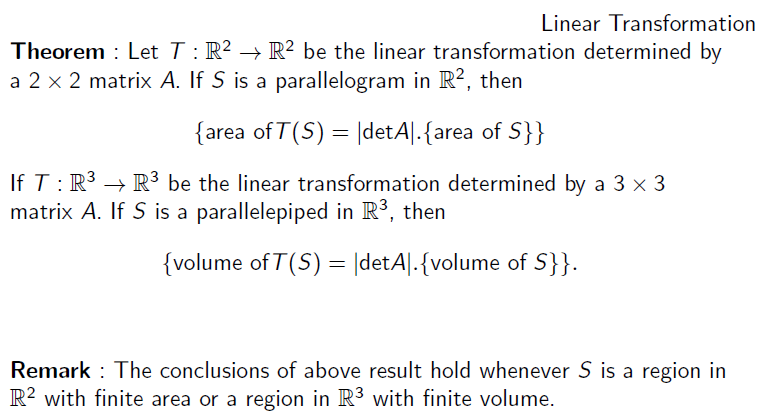 Linear Transformation
Theorem : Let T : ℝ² → ℝ² be the linear transformation determined by
a 2 × 2 matrix A. If S is a parallelogram in ℝ², then
{area of T(S) = |detA|.{area of S}}
If T : ℝ³ → ℝ³ be the linear transformation determined by a 3 × 3
matrix A. If S is a parallelepiped in ℝ³, then
{volume of T(S) = |detA|.{volume of S}}.
Remark : The conclusions of above result hold whenever S is a region in
ℝ² with finite area or a region in ℝ³ with finite volume.